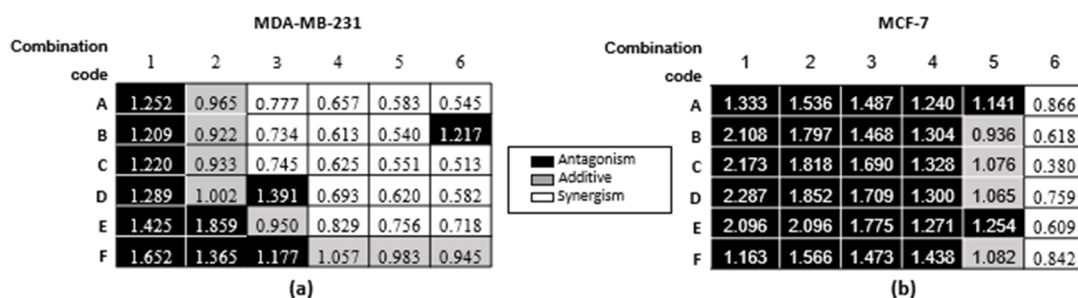 MDA-MB-231
Combination code 1 2 3 4 5 6
A 1.252 0.965 0.777 0.657 0.583 0.545
B 1.209 0.922 0.734 0.613 0.540 1.217
C 1.220 0.933 0.745 0.625 0.551 0.513
D 1.289 1.002 1.391 0.693 0.620 0.582
E 1.425 1.859 0.950 0.829 0.756 0.718
F 1.652 1.365 1.177 1.057 0.983 0.945
(a)
Antagonism
Additive
Synergism
MCF-7
Combination code 1 2 3 4 5 6
A 1.333 1.536 1.487 1.240 1.141 0.866
B 2.108 1.797 1.468 1.304 0.936 0.618
C 2.173 1.818 1.690 1.328 1.076 0.380
D 2.287 1.852 1.709 1.300 1.065 0.759
E 2.096 2.096 1.775 1.271 1.254 0.609
F 1.163 1.566 1.473 1.438 1.082 0.842
(b)